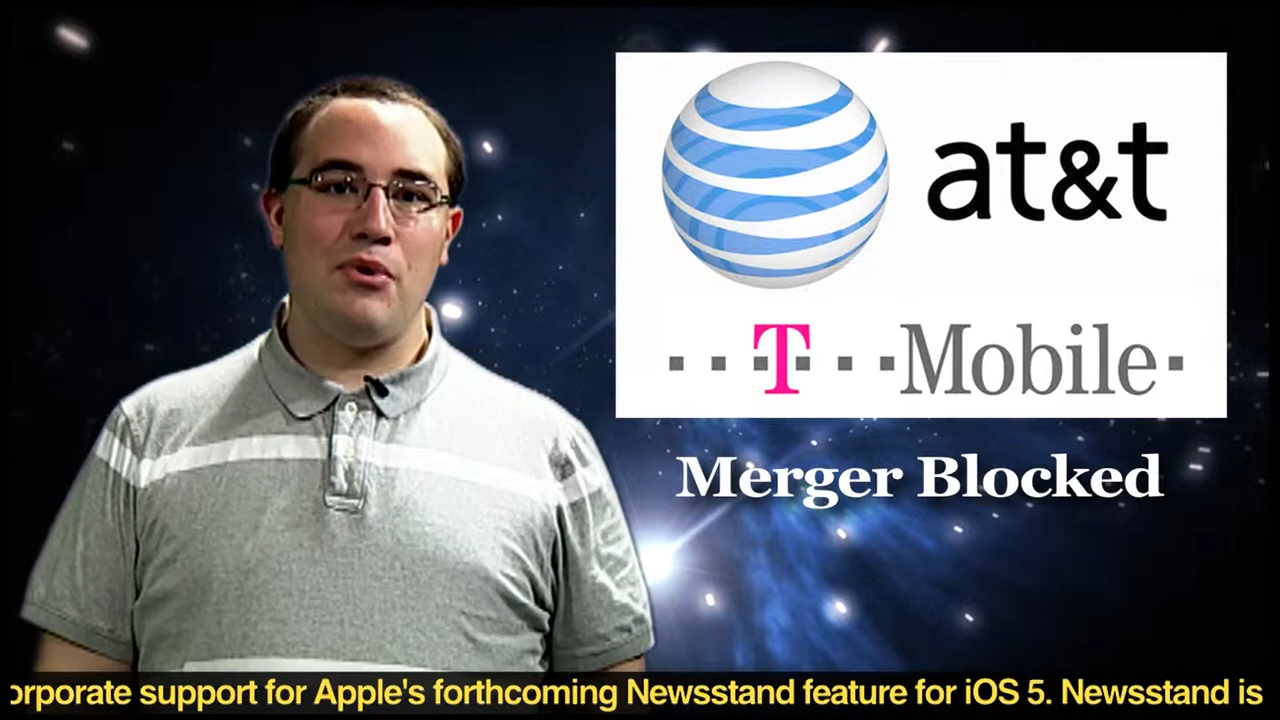 at&t
T Mobile
Merger Blocked
orporate support for Apple's forthcoming Newsstand feature for iOS 5. Newsstand is